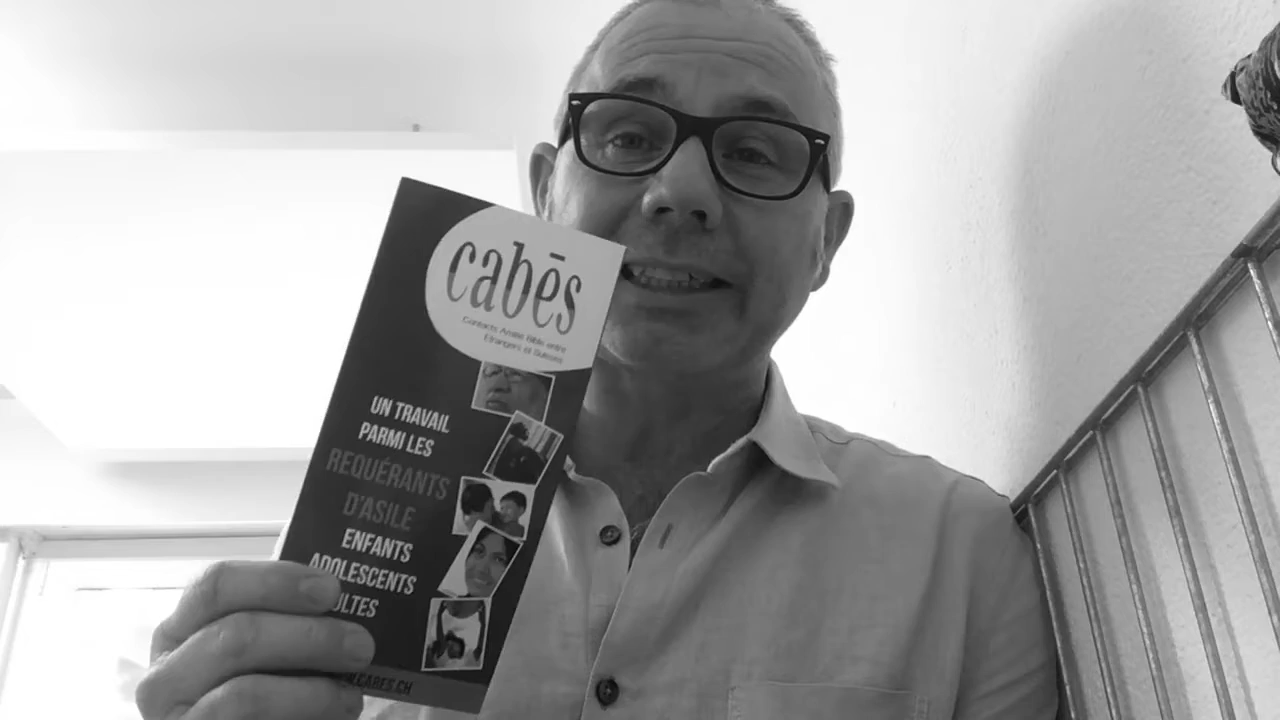 cabēs
Contacts Amitié Bible entre
Etrangers et Suisses
UN TRAVAIL
PARMI LES
REQUÉRANTS
D'ASILE
ENFANTS
ADOLESCENTS
ULTES
.CABES.CH